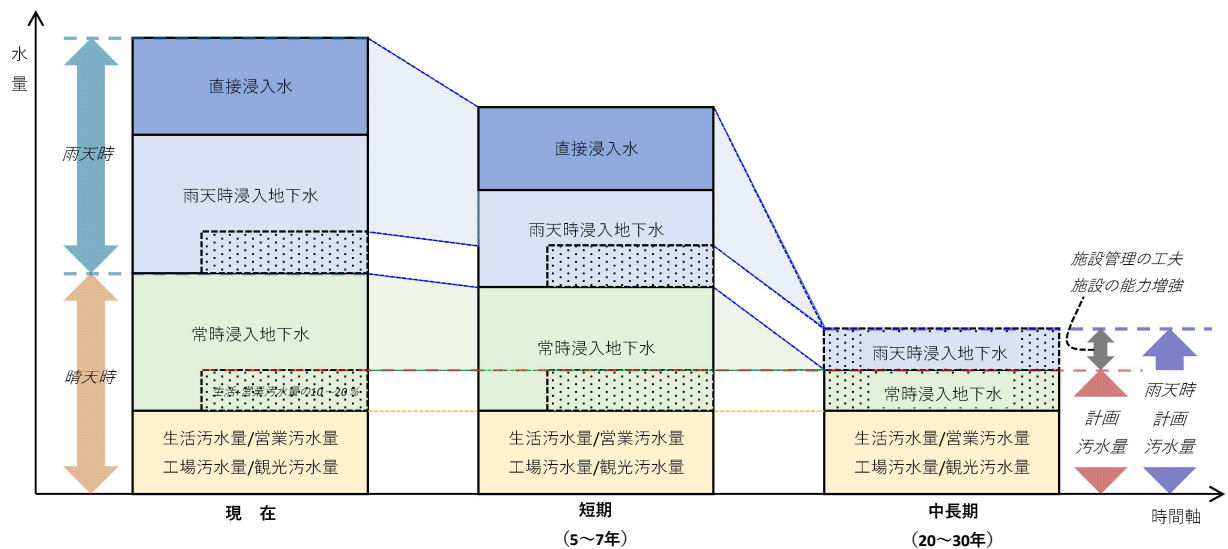 水
量
雨天時
晴天時
直接浸入水
雨天時浸入地下水
常時浸入地下水
生活+営業汚水量の10~20%
生活汚水量/営業汚水量
工場汚水量/観光汚水量
現 在
直接浸入水
雨天時浸入地下水
常時浸入地下水
生活汚水量/営業汚水量
工場汚水量/観光汚水量
短期
(5～7年)
雨天時浸入地下水
常時浸入地下水
生活汚水量/営業汚水量
工場汚水量/観光汚水量
中長期
(20～30年)
施設管理の工夫
施設の能力増強
計画
汚水量
雨天時
計画
汚水量
時間軸